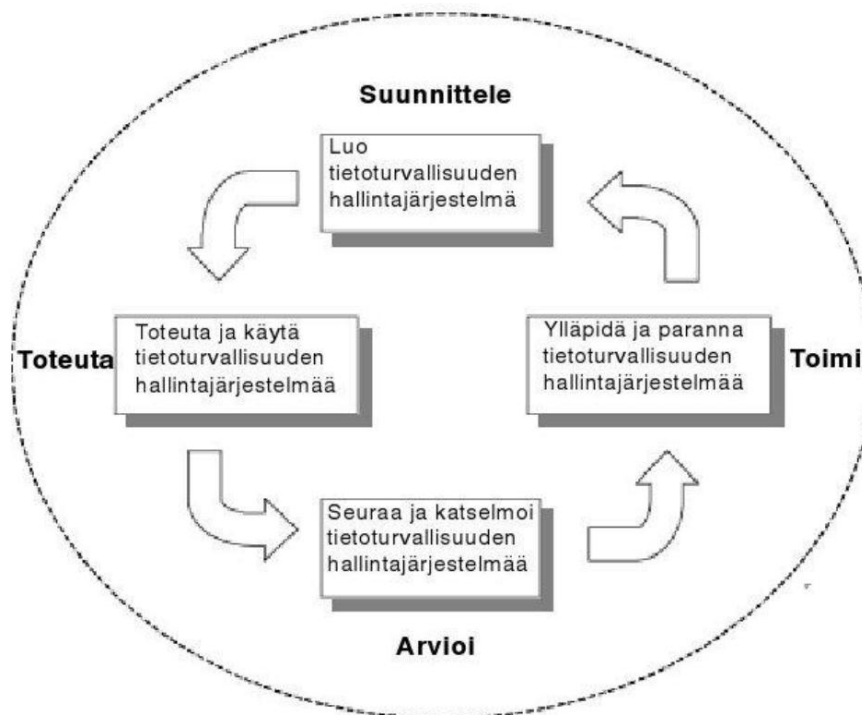 Suunnittele
Luo
tietoturvallisuuden
hallintajärjestelmä
Toteuta
Toteuta ja käytä
tietoturvallisuuden
hallintajärjestelmää
Ylläpidä ja paranna
tietoturvallisuuden
hallintajärjestelmää
Toimi
Seuraa ja katselmoi
tietoturvallisuuden
hallintajärjestelmää
Arvioi